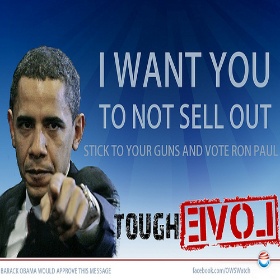 I WANT YOU
TO NOT SELL OUT
STICK TO YOUR GUNS AND VOTE RON PAUL
TOUGH LOVE
BARACK OBAMA WOULD APPROVE THIS MESSAGE
facebook.com/DWSWatch